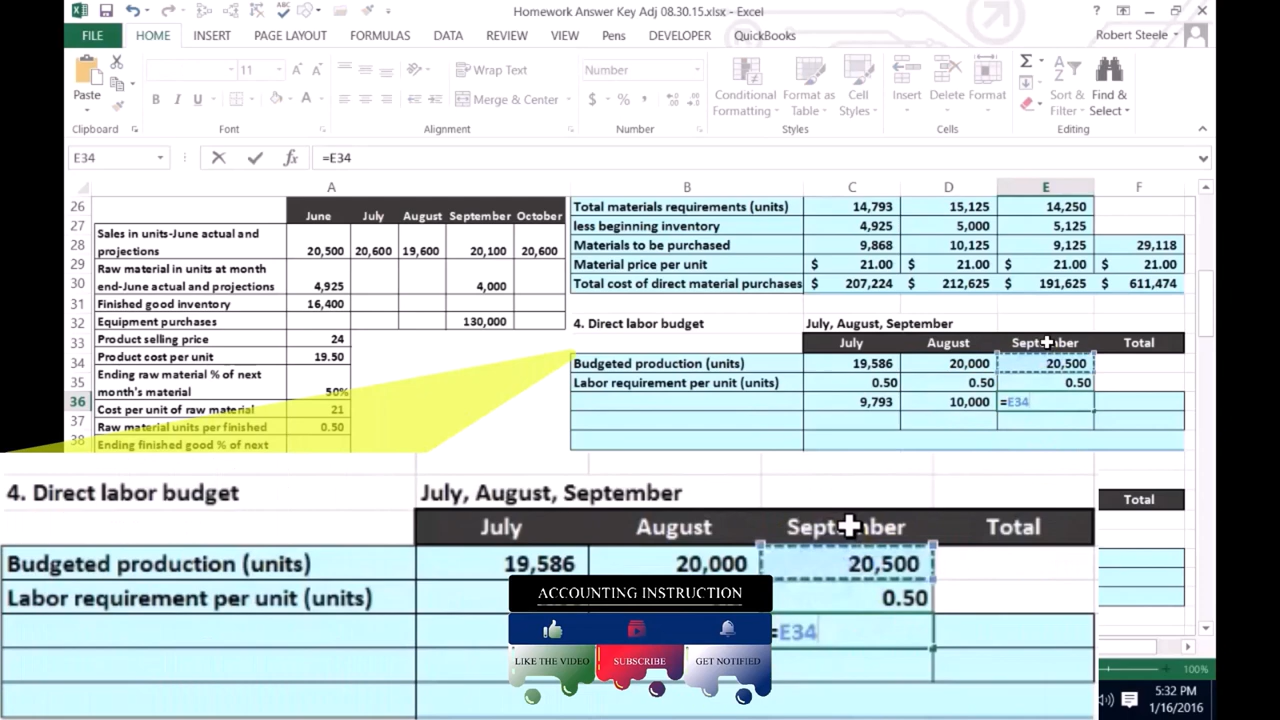 Homework Answer Key Adj 08.30.15.xlsx - Excel
FILE HOME INSERT PAGE LAYOUT FORMULAS DATA REVIEW VIEW Pens DEVELOPER QuickBooks Robert Steele
Paste 11 Wrap Text Merge & Center Number $ % Conditional Formatting Format as Table Cell Styles Insert Delete Format Sort & Filter Find & Select
Clipboard Font Alignment Number Styles Cells Editing
E34 =E34
A B C D E F
26 27 28 29 30 31 32 33 34 35 36 37 38
June July August September October
Sales in units-June actual and
projections 20,500 20,600 19,600 20,100 20,600
Raw material in units at month
end-June actual and projections 4,925 4,000
Finished good inventory 16,400
Equipment purchases 130,000
Product selling price 24
Product cost per unit 19.50
Ending raw material % of next
month's material 50%
Cost per unit of raw material 21
Raw material units per finished 0.50
Ending finished good % of next
Total materials requirements (units) 14,793 15,125 14,250
less beginning inventory 4,925 5,000 5,125
Materials to be purchased 9,868 10,125 9,125 29,118
Material price per unit $ 21.00 $ 21.00 $ 21.00 $ 21.00
Total cost of direct material purchases $ 207,224 $ 212,625 $ 191,625 $ 611,474
4. Direct labor budget July, August, September
July August September Total
Budgeted production (units) 19,586 20,000 20,500
Labor requirement per unit (units) 0.50 0.50 0.50
9,793 10,000 =E34
4. Direct labor budget July, August, September
July August September Total
Budgeted production (units) 19,586 20,000 20,500
Labor requirement per unit (units) 0.50
=E34
Total
ACCOUNTING INSTRUCTION
LIKE THE VIDEO SUBSCRIBE GET NOTIFIED
100%
5:32 PM
1/16/2016